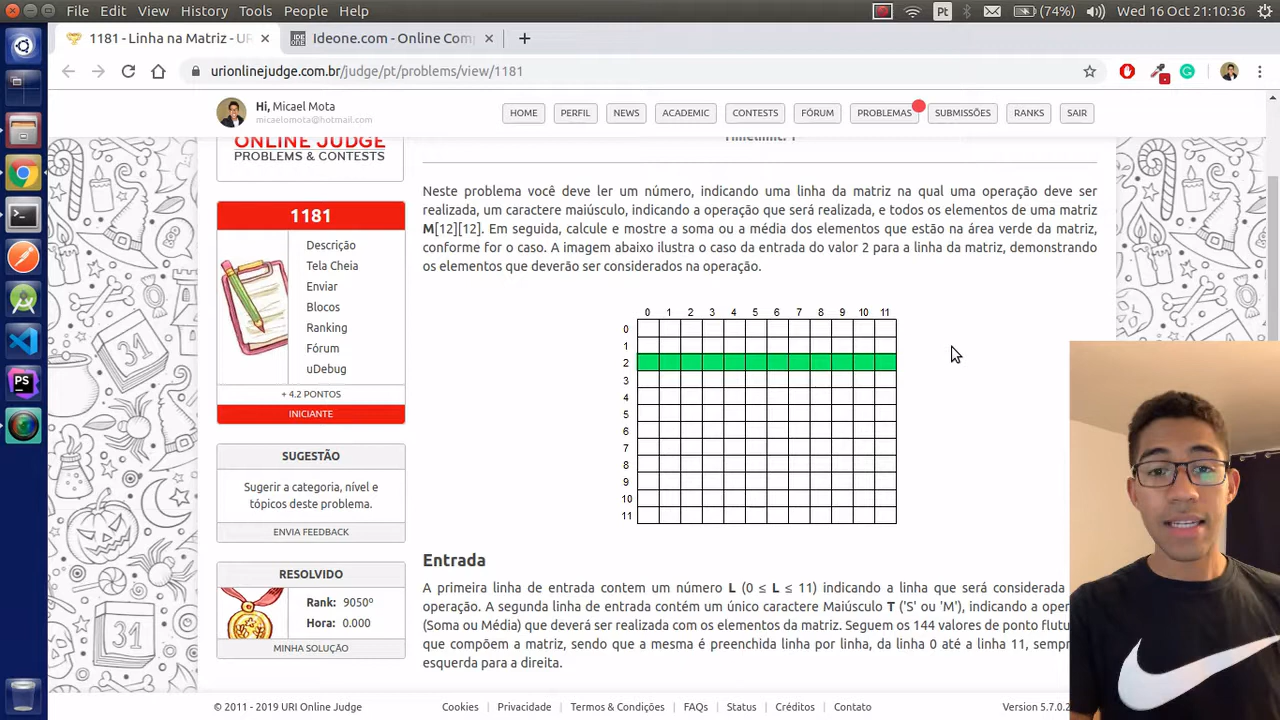 File Edit View History Tools People Help
Pt
(74%)
Wed 16 Oct 21:10:36
1181 - Linha na Matriz - UR
Ideone.com - Online Com
urionlinejudge.com.br/judge/pt/problems/view/1181
Hi, Micael Mota
micaelomota@hotmail.com
HOME PERFIL NEWS ACADEMIC CONTESTS FÓRUM PROBLEMAS SUBMISSÕES RANKS SAIR
ONLINE JUDGE
PROBLEMS & CONTESTS
Timelimit: 1
1181
Descrição
Tela Cheia
Enviar
Blocos
Ranking
Fórum
uDebug
+ 4.2 PONTOS
INICIANTE
SUGESTÃO
Sugerir a categoria, nível e
tópicos deste problema.
ENVIA FEEDBACK
RESOLVIDO
Rank: 9050º
Hora: 0.000
MINHA SOLUÇÃO
Neste problema você deve ler um número, indicando uma linha da matriz na qual uma operação deve ser
realizada, um caractere maiúsculo, indicando a operação que será realizada, e todos os elementos de uma matriz
M[12][12]. Em seguida, calcule e mostre a soma ou a média dos elementos que estão na área verde da matriz,
conforme for o caso. A imagem abaixo ilustra o caso da entrada do valor 2 para a linha da matriz, demonstrando
os elementos que deverão ser considerados na operação.
0 1 2 3 4 5 6 7 8 9 10 11
0
1
2
3
4
5
6
7
8
9
10
11
Entrada
A primeira linha de entrada contem um número L (0 ≤ L ≤ 11) indicando a linha que será considerada
operação. A segunda linha de entrada contém um único caractere Maiúsculo T ('S' ou 'M'), indicando a oper
(Soma ou Média) que deverá ser realizada com os elementos da matriz. Seguem os 144 valores de ponto flutu
que compõem a matriz, sendo que a mesma é preenchida linha por linha, da linha 0 até a linha 11, sempr
esquerda para a direita.
© 2011 - 2019 URI Online Judge
Cookies Privacidade Termos & Condições FAQs Status Créditos Contato
Version 5.7.0.2
PS
31
31